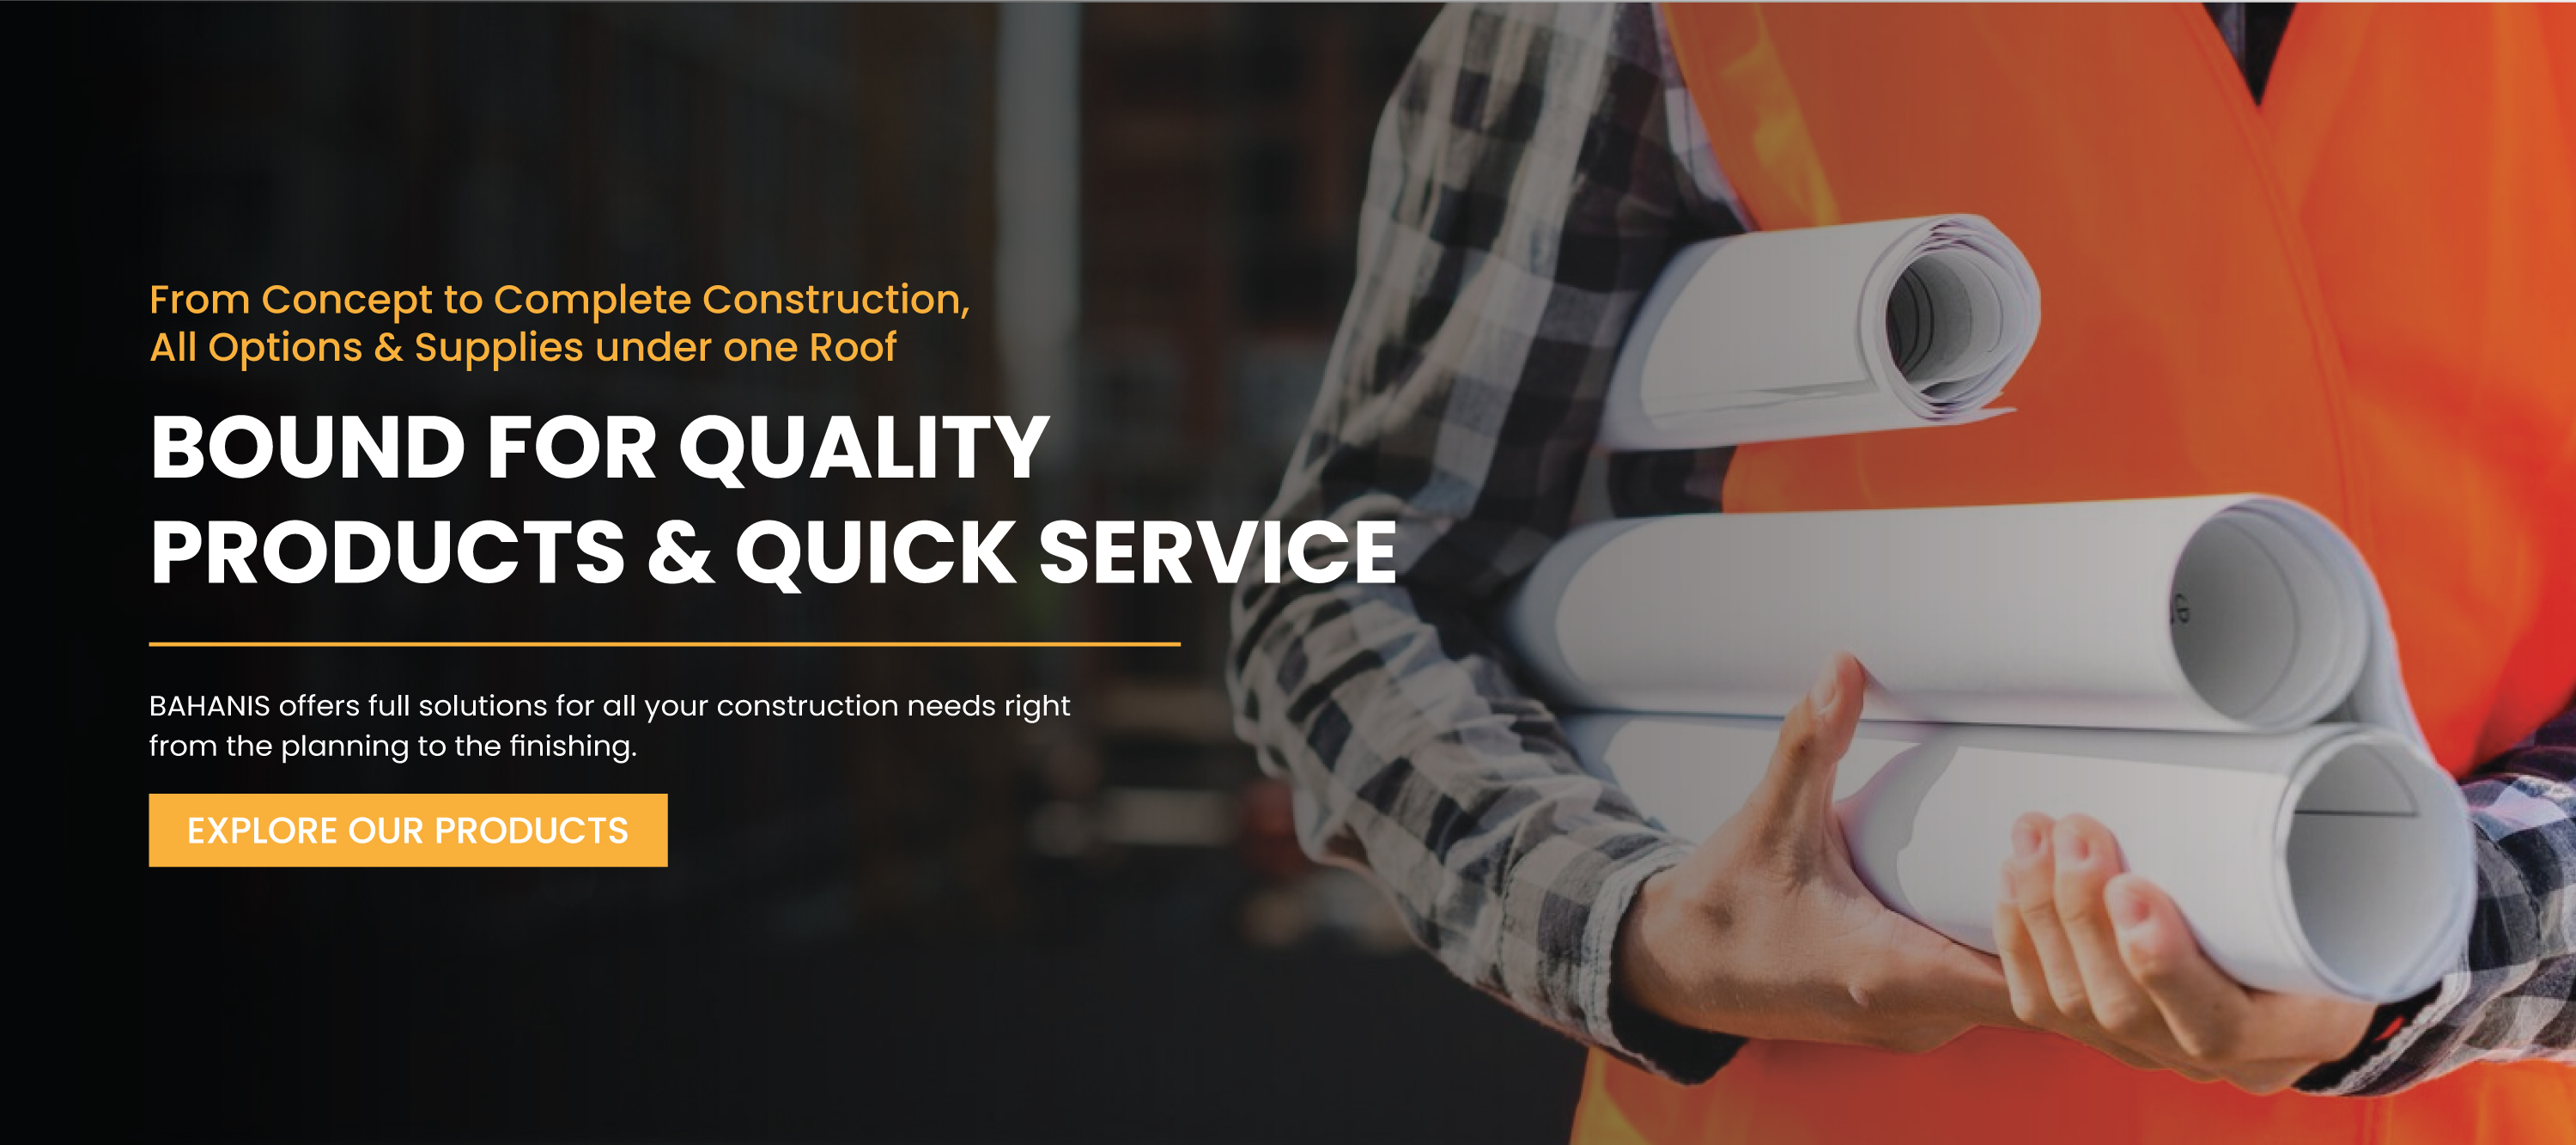 From Concept to Complete Construction,
All Options & Supplies under one Roof
BOUND FOR QUALITY
PRODUCTS & QUICK SERVICE
BAHANIS offers full solutions for all your construction needs right
from the planning to the finishing.
EXPLORE OUR PRODUCTS